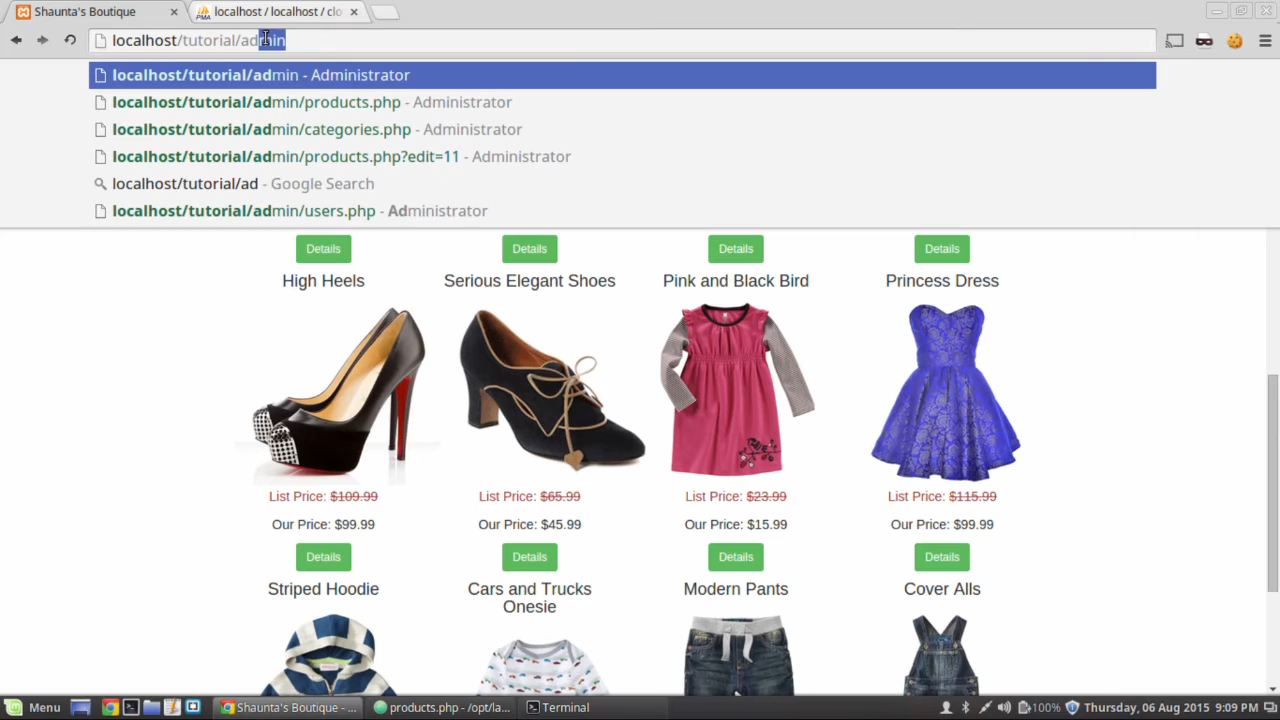 Shaunta's Boutique
localhost / localhost / clo
localhost/tutorial/admin
localhost/tutorial/admin - Administrator
localhost/tutorial/admin/products.php - Administrator
localhost/tutorial/admin/categories.php - Administrator
localhost/tutorial/admin/products.php?edit=11 - Administrator
localhost/tutorial/ad - Google Search
localhost/tutorial/admin/users.php - Administrator
Details Details Details Details
High Heels Serious Elegant Shoes Pink and Black Bird Princess Dress
List Price: $109.99 List Price: $65.99 List Price: $23.99 List Price: $115.99
Our Price: $99.99 Our Price: $45.99 Our Price: $15.99 Our Price: $99.99
Details Details Details Details
Striped Hoodie Cars and Trucks Modern Pants Cover Alls
Onesie
Menu Shaunta's Boutique - ... products.php - /opt/la... Terminal 100% Thursday, 06 Aug 2015 9:09 PM